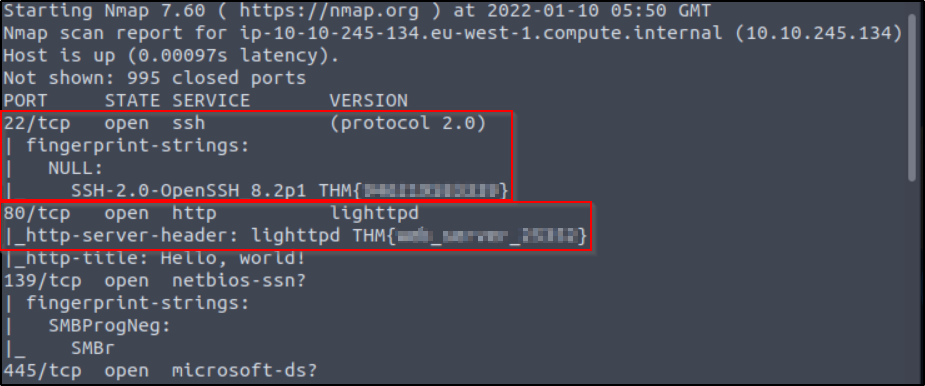 Starting Nmap 7.60 ( https://nmap.org ) at 2022-01-10 05:50 GMT
Nmap scan report for ip-10-10-245-134.eu-west-1.compute.internal (10.10.245.134)
Host is up (0.00097s latency).
Not shown: 995 closed ports
PORT    STATE SERVICE      VERSION
22/tcp  open  ssh          (protocol 2.0)
| fingerprint-strings:
|   NULL:
|_    SSH-2.0-OpenSSH_8.2p1 THM{}
80/tcp  open  http         lighttpd
|_http-server-header: lighttpd THM{}
|_http-title: Hello, world!
139/tcp open  netbios-ssn?
| fingerprint-strings:
|   SMBProgNeg:
|_    SMBr
445/tcp open  microsoft-ds?